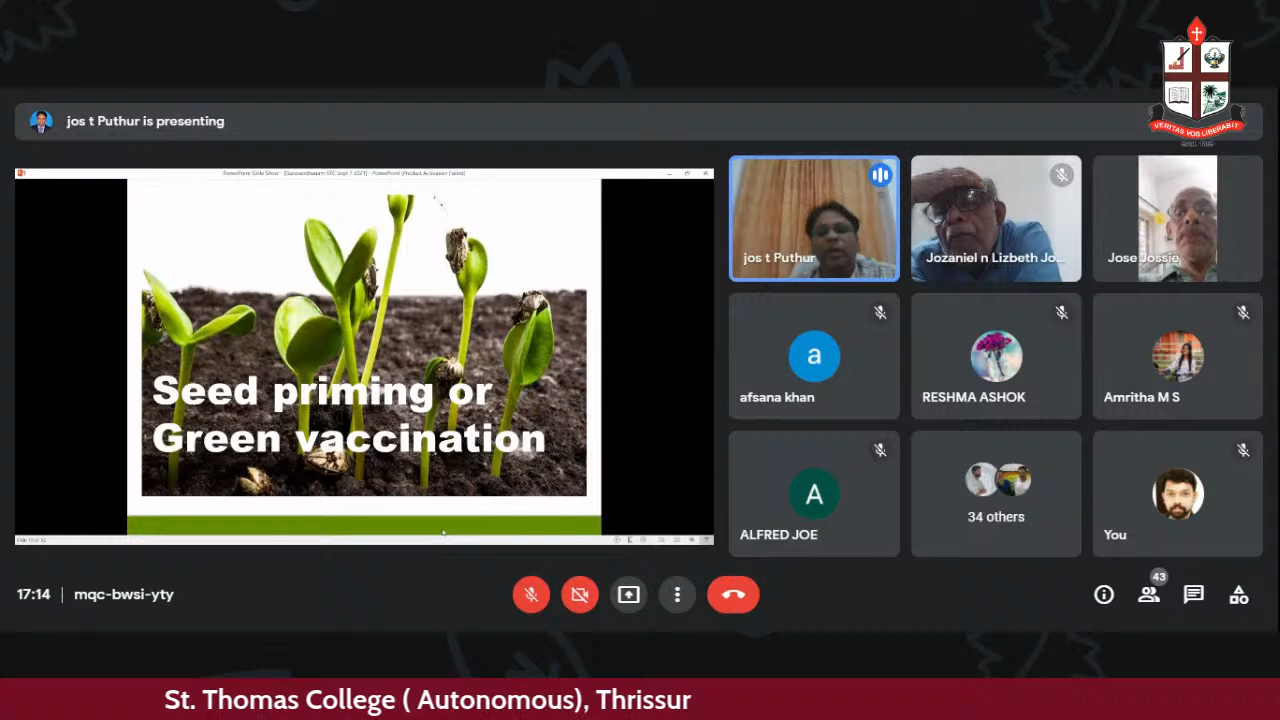 VERITAS VOS LIBERABIT
jos t Puthur is presenting
Seed priming or
Green vaccination
jos t Puthur
Jozaniel n Lizbeth Jo...
Jose Jossie
a
afsana khan
RESHMA ASHOK
Amritha M S
A
ALFRED JOE
34 others
You
17:14 | mqc-bwsi-yty
43
St. Thomas College ( Autonomous), Thrissur